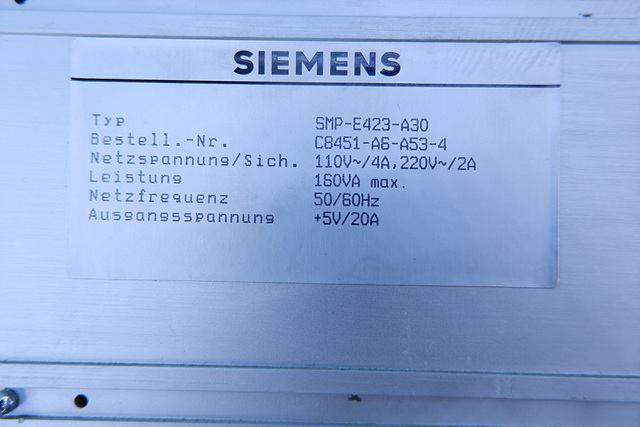 SIEMENS
Typ SMP-E423-A30
Bestell.-Nr. C8451-A6-A53-4
Netzspannung/Sich. 110V~/4A,220V~/2A
Leistung 160VA max.
Netzfrequenz 50/60Hz
Ausgangsspannung +5V/20A